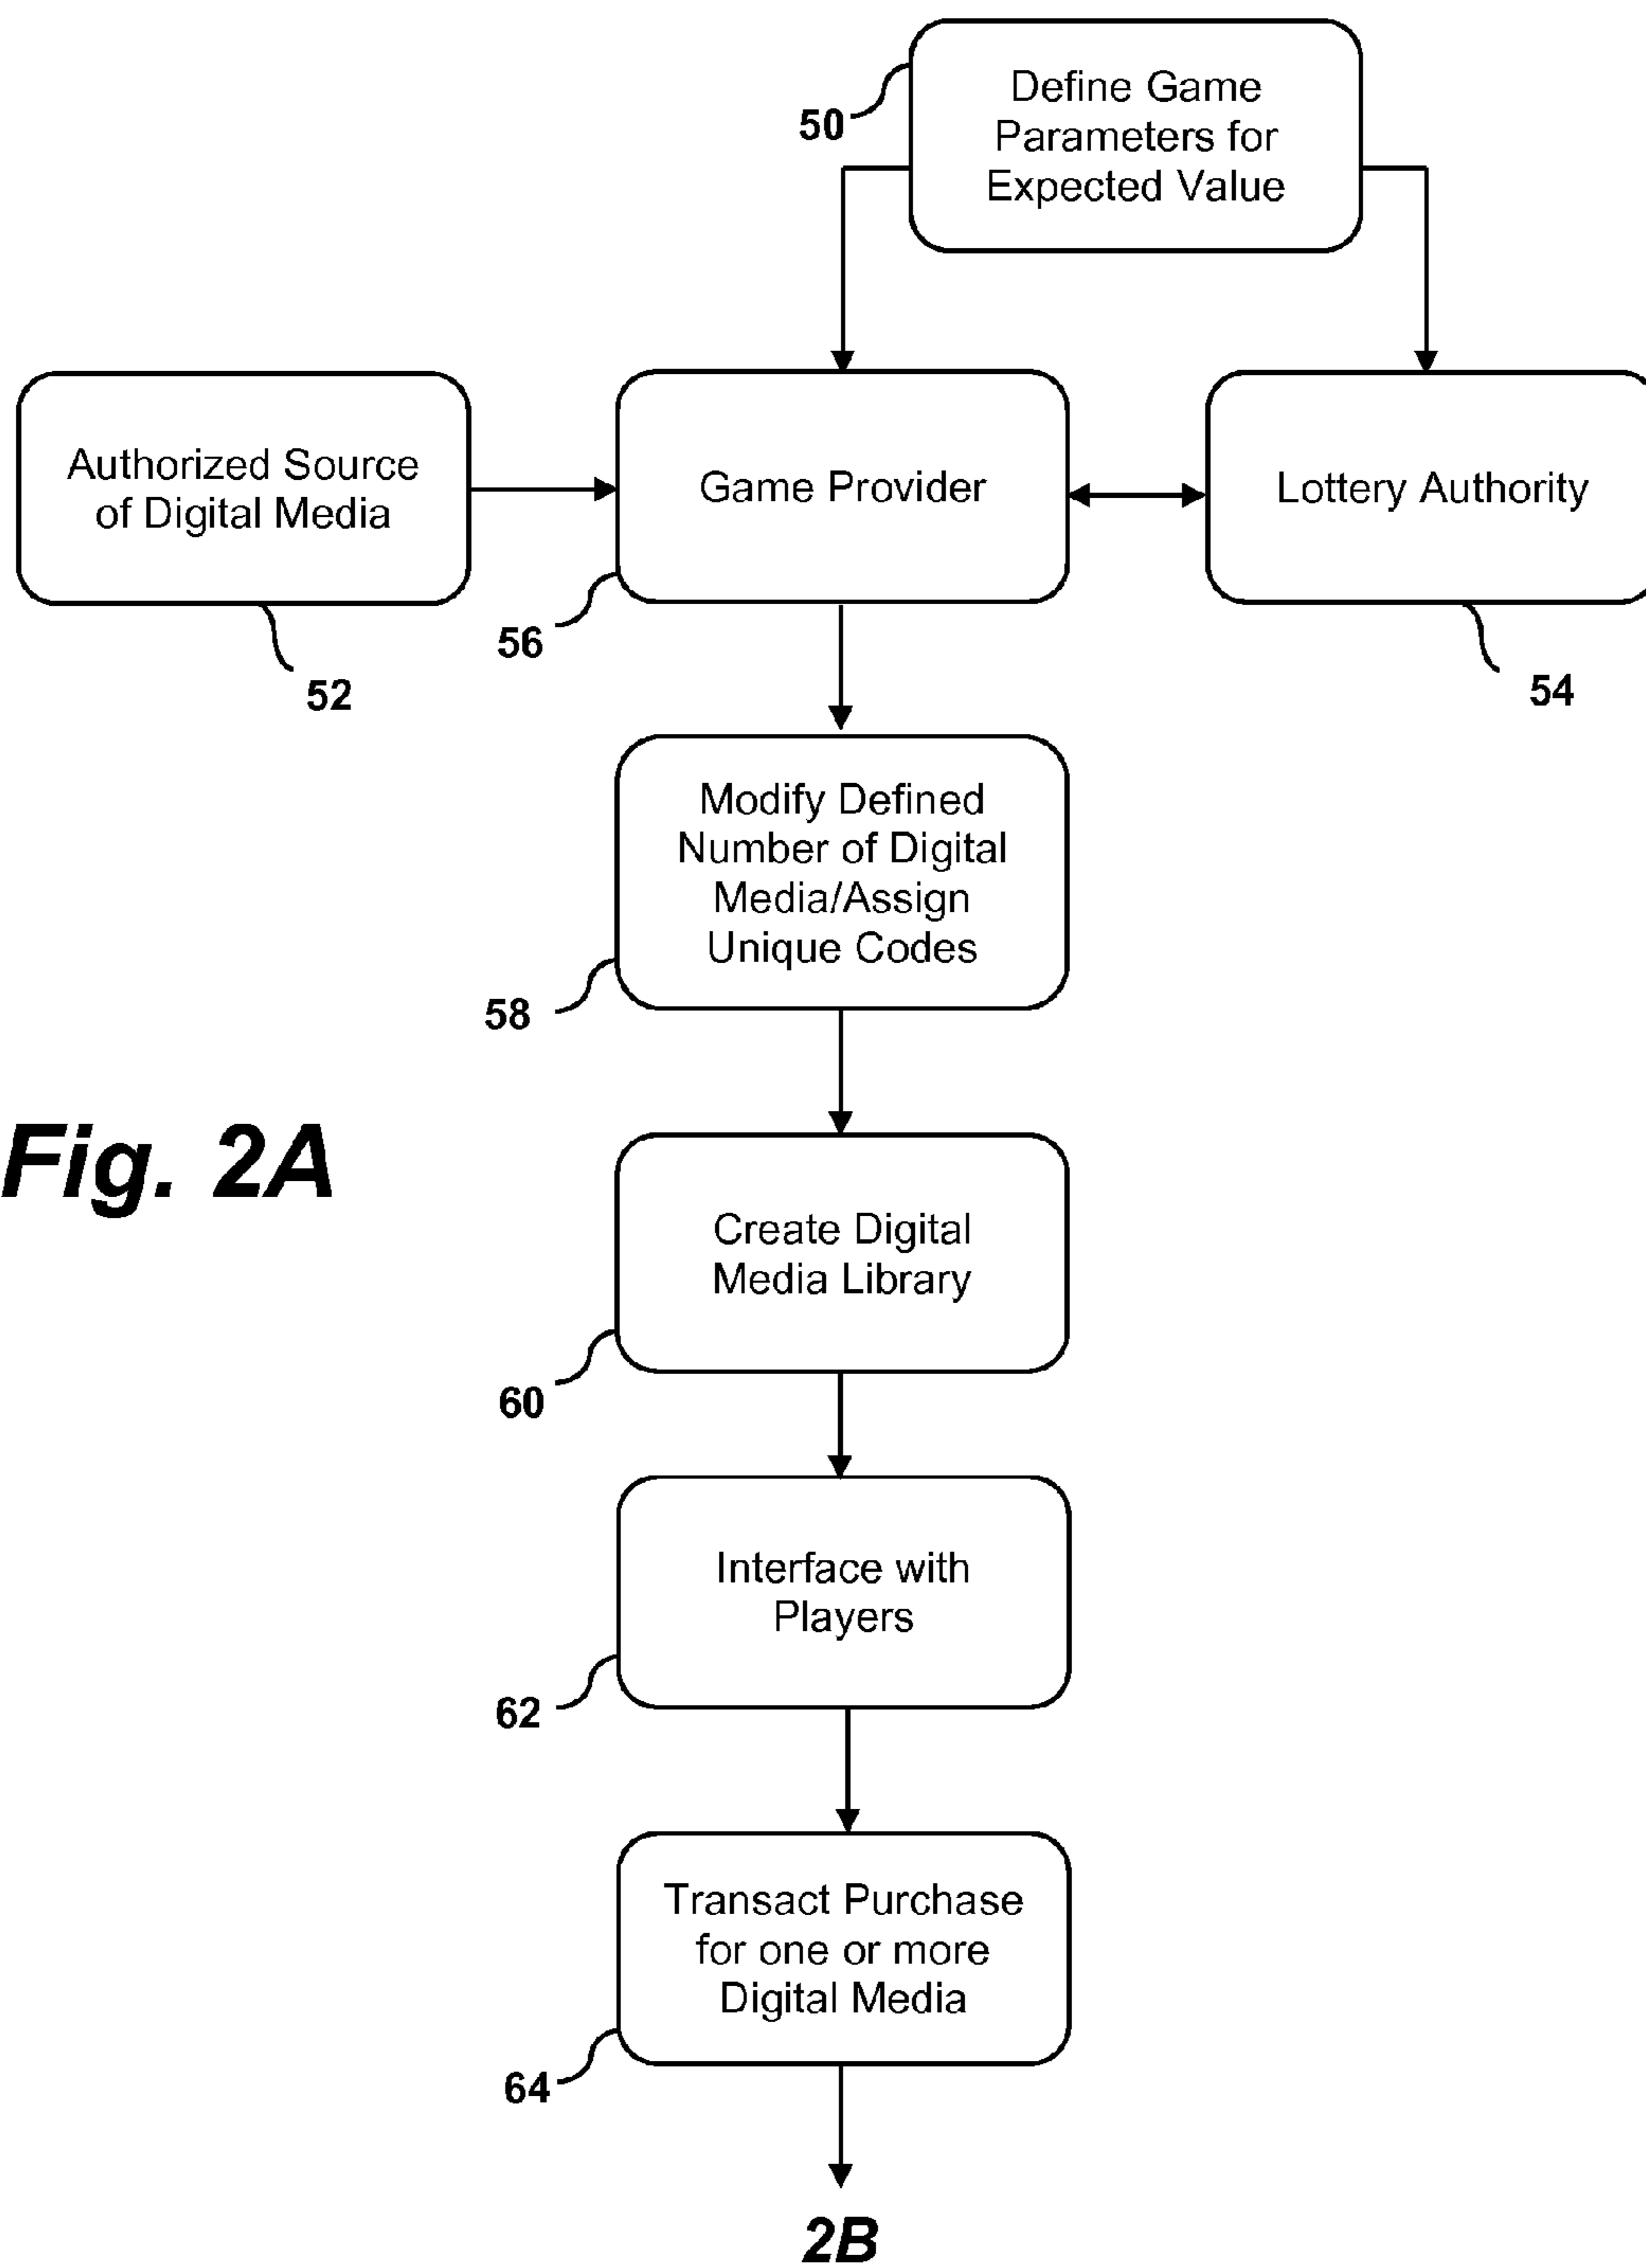 Define Game
Parameters for
Expected Value
50
Authorized Source
of Digital Media
Game Provider
Lottery Authority
52
56
54
Modify Defined
Number of Digital
Media/Assign
Unique Codes
58
Fig. 2A
Create Digital
Media Library
60
Interface with
Players
62
Transact Purchase
for one or more
Digital Media
64
2B